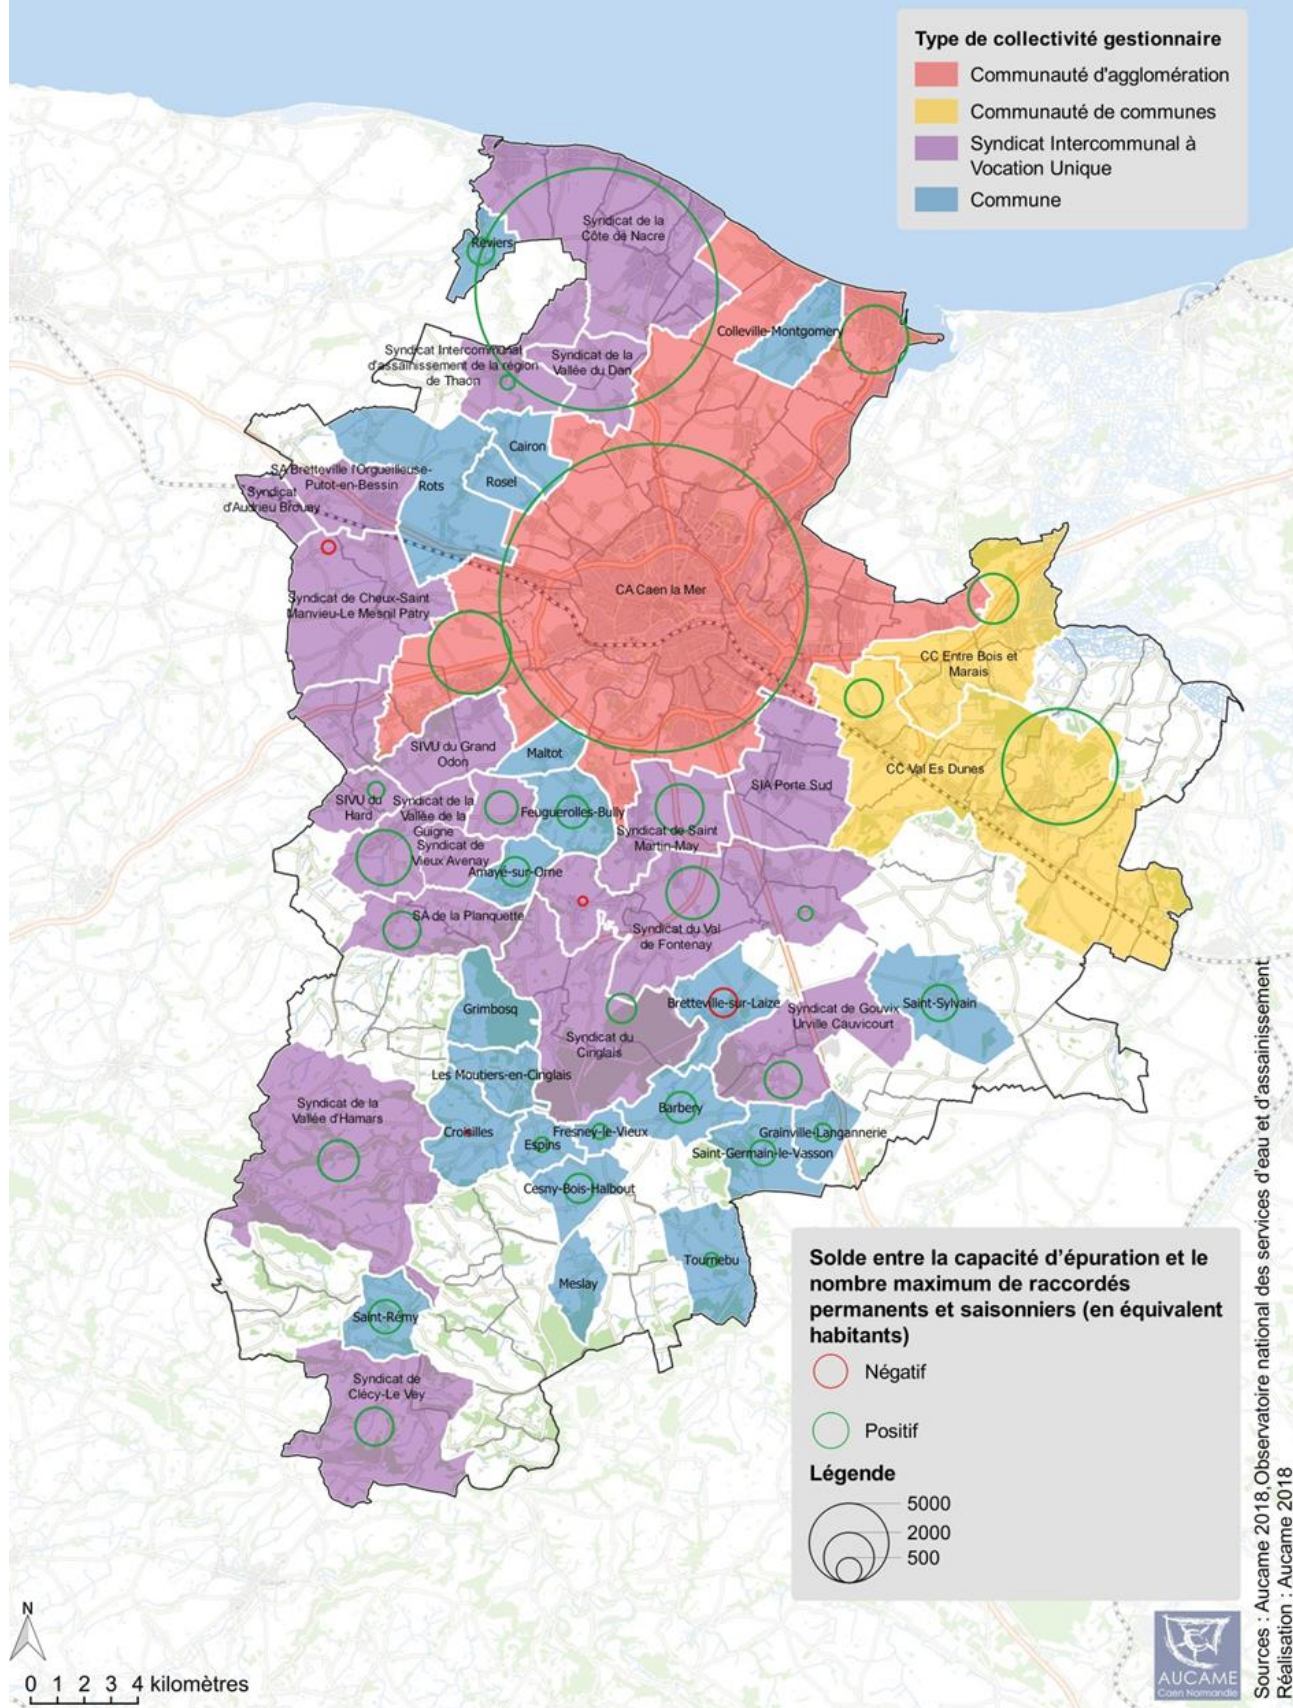 Type de collectivité gestionnaire
Communauté d'agglomération
Communauté de communes
Syndicat Intercommunal à
Vocation Unique
Commune
Syndicat de la
Côte de Nacre
Reviers
Colleville-Montgomery
Syndicat Intercommunal
d'assainissement de la région
de Thaon
Syndicat de la
Vallée du Dan
Cairon
SA Bretteville l'Orgueilleuse-
Putot-en-Bessin
Rots
Rosel
Syndicat
d'Audrieu Brouay
CA Caen la Mer
Syndicat de Cheux-Saint
Manvieu-Le Mesnil Patry
CC Entre Bois et
Marais
SIVU du Grand
Odon
Maltot
CC Val Es Dunes
SIA Porte Sud
SIVU du
Hard
Syndicat de la
Vallée de la
Guigne
Feuguerolles-Bully
Syndicat de Saint
Martin-May
Syndicat de
Vieux Avenay
Amayé-sur-Orne
SA de la Planquette
Syndicat du Val
de Fontenay
Grimbosq
Bretteville-sur-Laize
Syndicat de Gouvix
Urville Cauvicourt
Saint-Sylvain
Syndicat du
Cinglais
Les Moutiers-en-Cinglais
Syndicat de la
Vallée d'Hamars
Barbery
Croisilles
Espins
Fresney-le-Vieux
Grainville-Langannerie
Saint-Germain-le-Vasson
Cesny-Bois-Halbout
Tournebu
Meslay
Saint-Rémy
Syndicat de
Clécy-Le Vey
Solde entre la capacité d'épuration et le
nombre maximum de raccordés
permanents et saisonniers (en équivalent
habitants)
Négatif
Positif
Légende
5000
2000
500
N
0 1 2 3 4 kilomètres
AUCAME
Caen Normandie
Sources : Aucame 2018,Observatoire national des services d'eau et d'assainissement
Réalisation : Aucame 2018